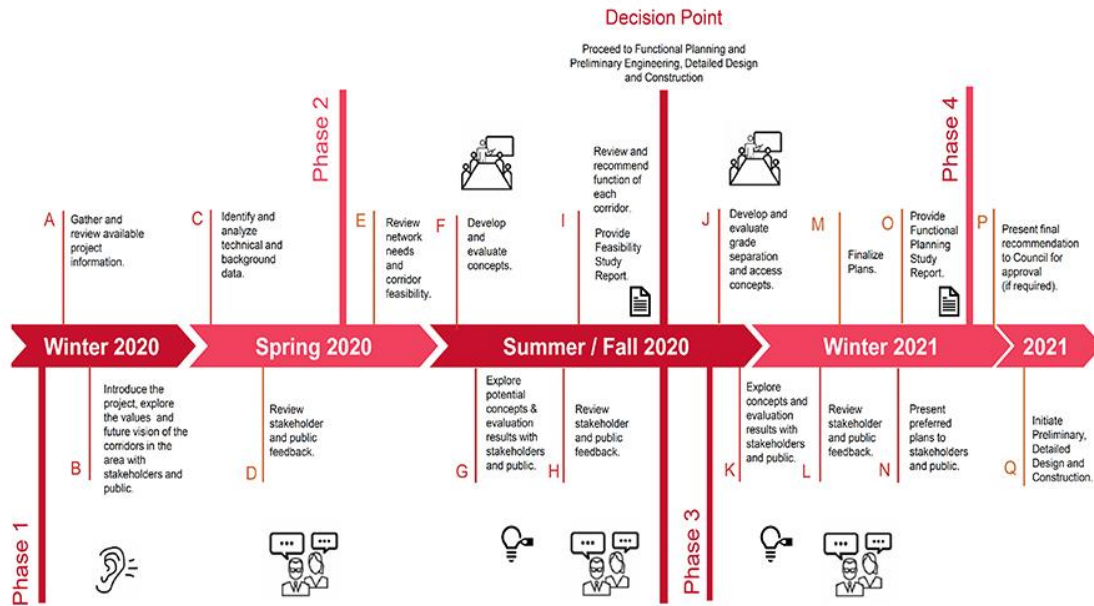 Decision Point
Proceed to Functional Planning and
Preliminary Engineering, Detailed Design
and Construction
Phase 2
Phase 4
A
Gather and
review available
project
information.
C
Identify and
analyze
technical and
background
data.
E
Review
network
needs
and
corridor
feasibility.
F
Develop
and
evaluate
concepts.
I
Review and
recommend
function of
each
corridor.
Provide
Feasibility
Study
Report.
J
Develop and
evaluate
grade
separation
and access
concepts.
M
Finalize
Plans.
O
Provide
Functional
Planning
Study
Report.
P
Present final
recommendation
to Council for
approval
(if required).
Winter 2020
Spring 2020
Summer / Fall 2020
Winter 2021
2021
B
Introduce the
project, explore
the values and
future vision of the
corridors in the
area with
stakeholders and
public.
D
Review
stakeholder
and public
feedback.
G
Explore
potential
concepts &
evaluation
results with
stakeholders
and public.
H
Review
stakeholder
and public
feedback.
K
Explore
concepts and
evaluation
results with
stakeholders
and public.
L
Review
stakeholder
and public
feedback.
N
Present
preferred
plans to
stakeholders
and public.
Q
Initiate
Preliminary,
Detailed
Design and
Construction.
Phase 1
Phase 3